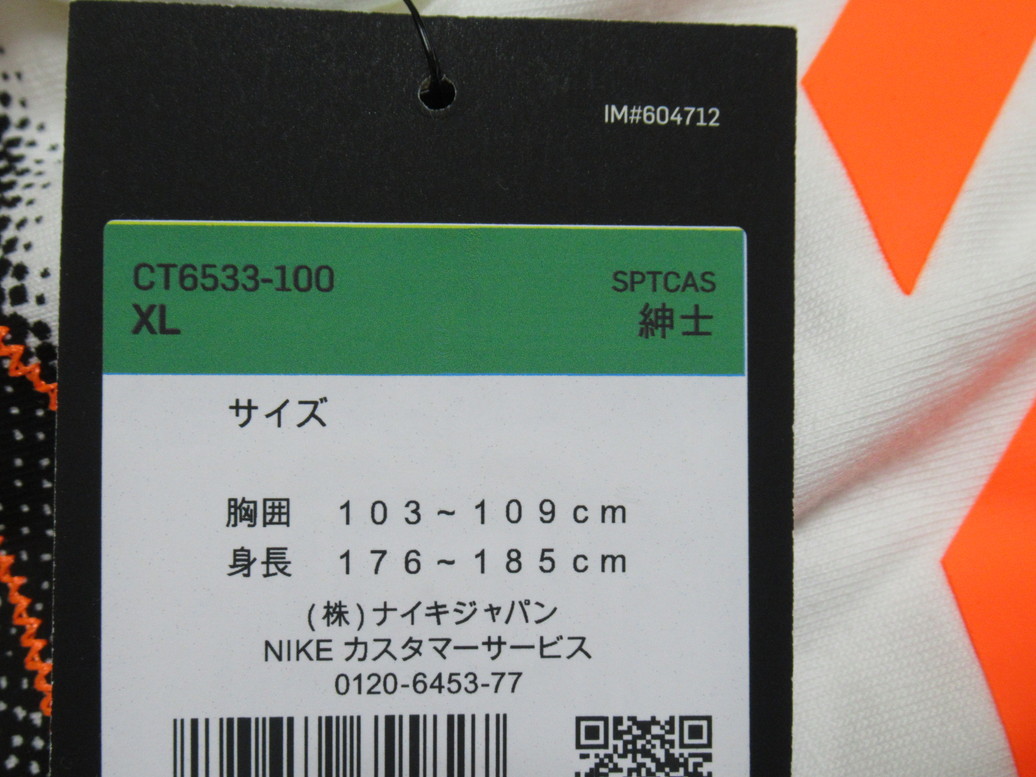 IM#604712
CT6533-100 SPTCAS
XL 紳士
サイズ
胸囲 103~109cm
身長 176~185cm
(株)ナイキジャパン
NIKE カスタマーサービス
0120-6453-77